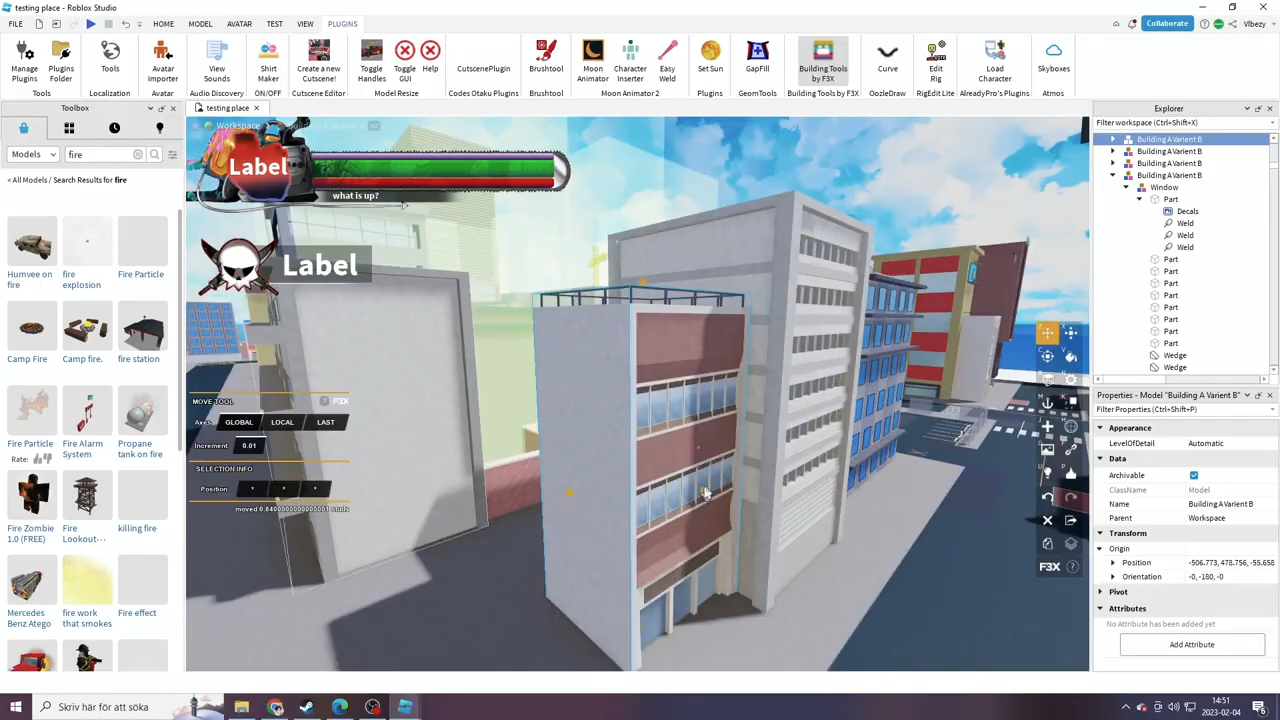 testing place - Roblox Studio
FILE HOME MODEL AVATAR TEST VIEW PLUGINS
Collaborate Vlbezy
Manage Plugins
Plugins Folder
Tools
Avatar Importer
View Sounds
Shirt Maker
Create a new Cutscene!
Toggle Handles
Toggle GUI
Help
CutscenePlugin
Brushtool
Moon Animator
Character Inserter
Easy Weld
Set Sun
GapFill
Building Tools by F3X
Curve
Edit Rig
Load Character
Skyboxes
Tools Localization Avatar Audio Discovery ON/OFF Cutscene Editor Model Resize Codes Otaku Plugins Brushtool Moon Animator 2 Plugins GeomTools Building Tools by F3X OozleDraw RigEdit Lite AlreadyPro's Plugins Atmos
Toolbox
testing place
Models
fire
< All Models / Search Results for fire
Humvee on fire
fire explosion
Fire Particle
Camp Fire
Camp fire.
fire station
Fire Particle
Rate:
Fire Alarm System
Propane tank on fire
Fire Zombie 1.0 (FREE)
Fire Lookout-...
killing fire
Mercedes Benz Atego
fire work that smokes
Fire effect
Workspace
Label
what is up?
Label
MOVE TOOL
? F3X
Axes GLOBAL LOCAL LAST
Increment 0.01
SELECTION INFO
Position * * *
moved 0.8400000000000001 studs
F3X ?
Explorer
Filter workspace (Ctrl+Shift+X)
Building A Varient B
Building A Varient B
Building A Varient B
Building A Varient B
Window
Part
Decals
Weld
Weld
Weld
Part
Part
Part
Part
Part
Part
Part
Part
Wedge
Wedge
Properties - Model "Building A Varient B"
Filter Properties (Ctrl+Shift+P)
Appearance
LevelOfDetail Automatic
Data
Archivable
ClassName Model
Name Building A Varient B
Parent Workspace
Transform
Origin
Position -506.773, 478.756, -55.658
Orientation -0, -180, -0
Pivot
Attributes
No Attribute has been added yet
Add Attribute
Skriv här för att söka
14:51
2023-02-04
6